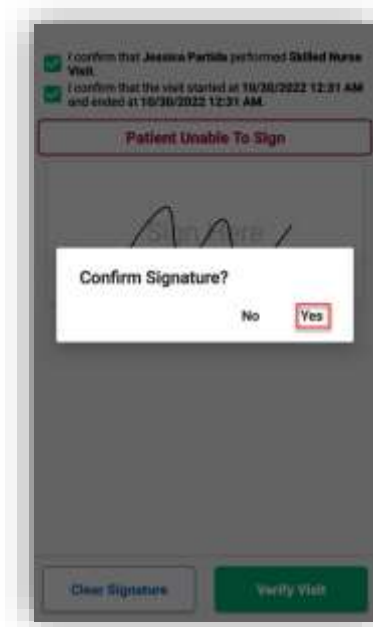 I confirm that Jessica Partida performed Skilled Nurse
Visit.
I confirm that the visit started at 10/30/2022 12:31 AM
and ended at 10/30/2022 12:31 AM.
Patient Unable To Sign
Sign Here
Confirm Signature?
No Yes
Clear Signature Verify Visit